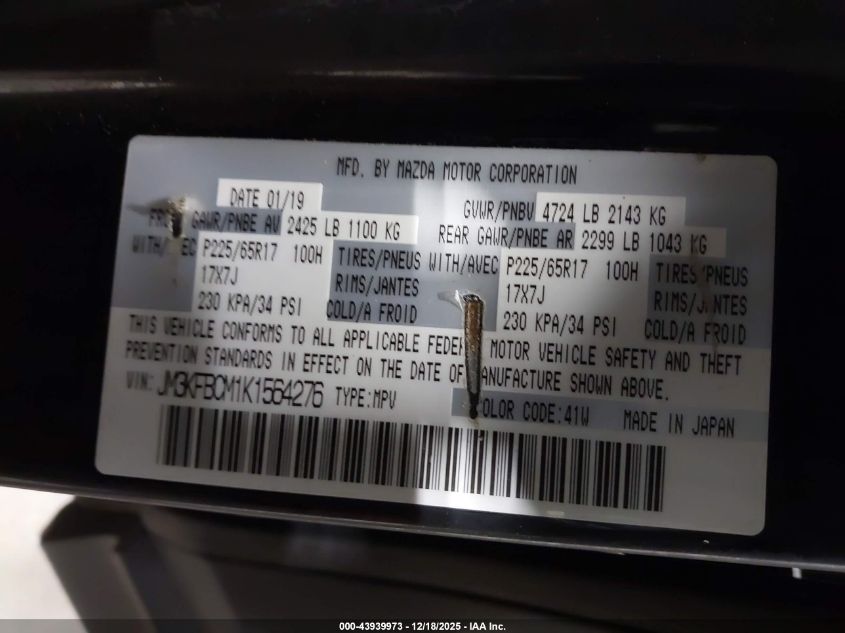 MFD. BY MAZDA MOTOR CORPORATION
DATE 01/19 GVWR/PNBV 4724 LB 2143 KG
GAWR/PNBE AV 2425 LB 1100 KG REAR GAWR/PNBE AR 2299 LB 1043 KG
P225/65R17 100H TIRES/PNEUS WITH/AVEC P225/65R17 100H TIRES/PNEUS
17X7J RIMS/JANTES 17X7J RIMS/JANTES
230 KPA/34 PSI COLD/A FROID 230 KPA/34 PSI COLD/A FROID
THIS VEHICLE CONFORMS TO ALL APPLICABLE FEDERAL MOTOR VEHICLE SAFETY AND THEFT
PREVENTION STANDARDS IN EFFECT ON THE DATE OF MANUFACTURE SHOWN ABOVE.
VIN: JM3KFBCM1K1564276 TYPE:MPV COLOR CODE:41W MADE IN JAPAN
000-43939973 - 12/18/2025 - IAA Inc.